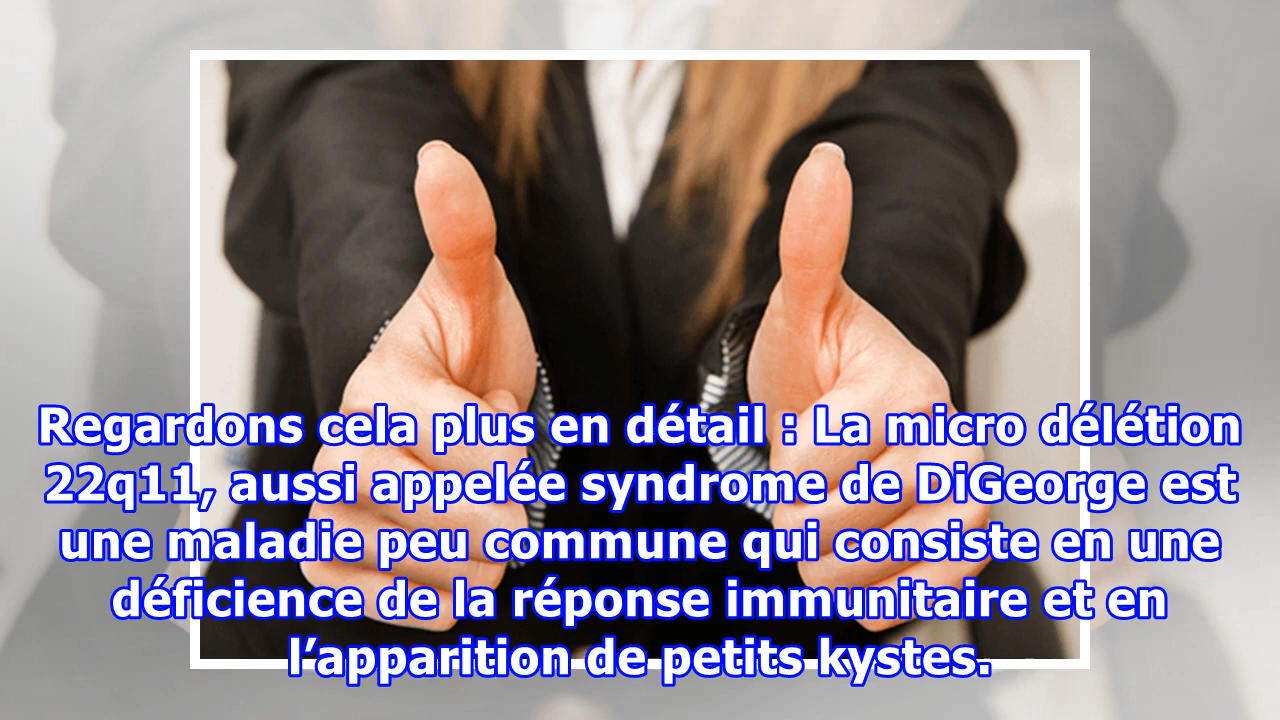 Regardons cela plus en détail : La micro délétion
22q11, aussi appelée syndrome de DiGeorge est
une maladie peu commune qui consiste en une
déficience de la réponse immunitaire et en
l’apparition de petits kystes.